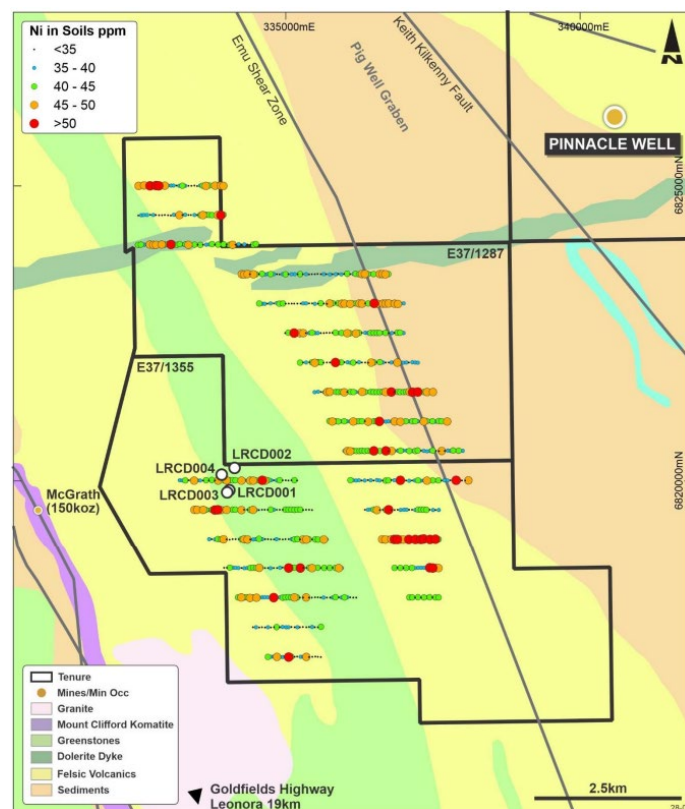 Ni in Soils ppm
<35
35 - 40
40 - 45
45 - 50
>50
335000mE
340000mE
N
Emu Shear Zone
Pig Well Graben
Keith Kilkenny Fault
PINNACLE WELL
6825000mN
E37/1287
E37/1355
LRCD002
LRCD004
LRCD003
LRCD001
6820000mN
McGrath
(150koz)
Tenure
Mines/Min Occ
Granite
Mount Clifford Komatite
Greenstones
Dolerite Dyke
Felsic Volcanics
Sediments
Goldfields Highway
Leonora 19km
2.5km